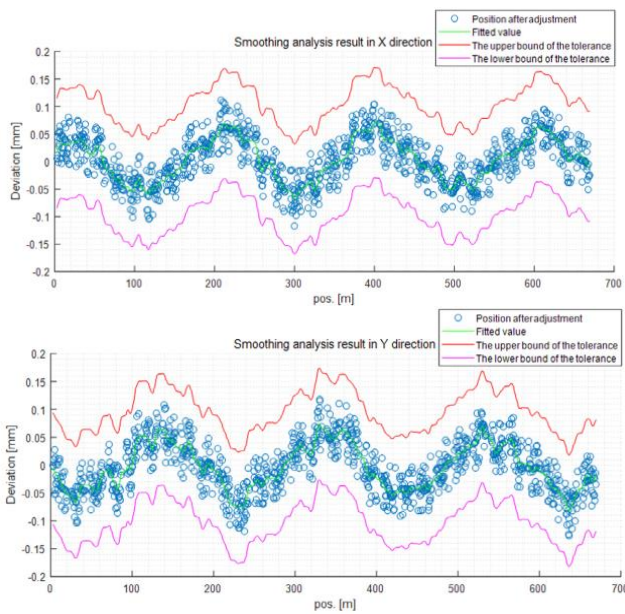 Position after adjustment
Fitted value
The upper bound of the tolerance
The lower bound of the tolerance
Smoothing analysis result in X direction
0.2
0.15
0.1
0.05
0
-0.05
-0.1
-0.15
-0.2
Deviation [mm]
0 100 200 300 400 500 600 700
pos. [m]
Position after adjustment
Fitted value
The upper bound of the tolerance
The lower bound of the tolerance
Smoothing analysis result in Y direction
0.2
0.15
0.1
0.05
0
-0.05
-0.1
-0.15
-0.2
Deviation [mm]
0 100 200 300 400 500 600 700
pos. [m]